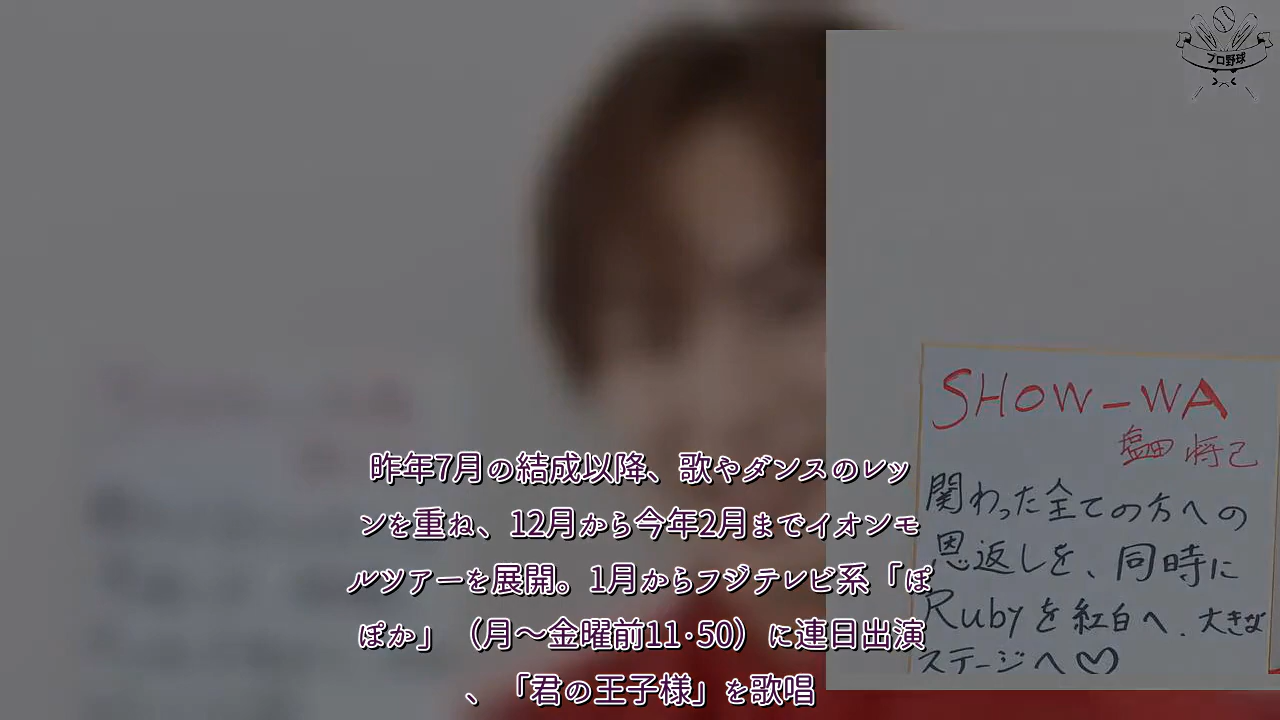 プロ野球
SHOW-WA
塩田 将己
関わった全ての方への
恩返しを、同時に
Rubyを紅白へ、大きな
ステージへ♡
昨年7月の結成以降、歌やダンスのレッ
ンを重ね、12月から今年2月までイオンモ
ルツアーを展開。1月からフジテレビ系「ぽ
ぽか」（月〜金曜前11·50）に連日出演
、「君の王子様」を歌唱